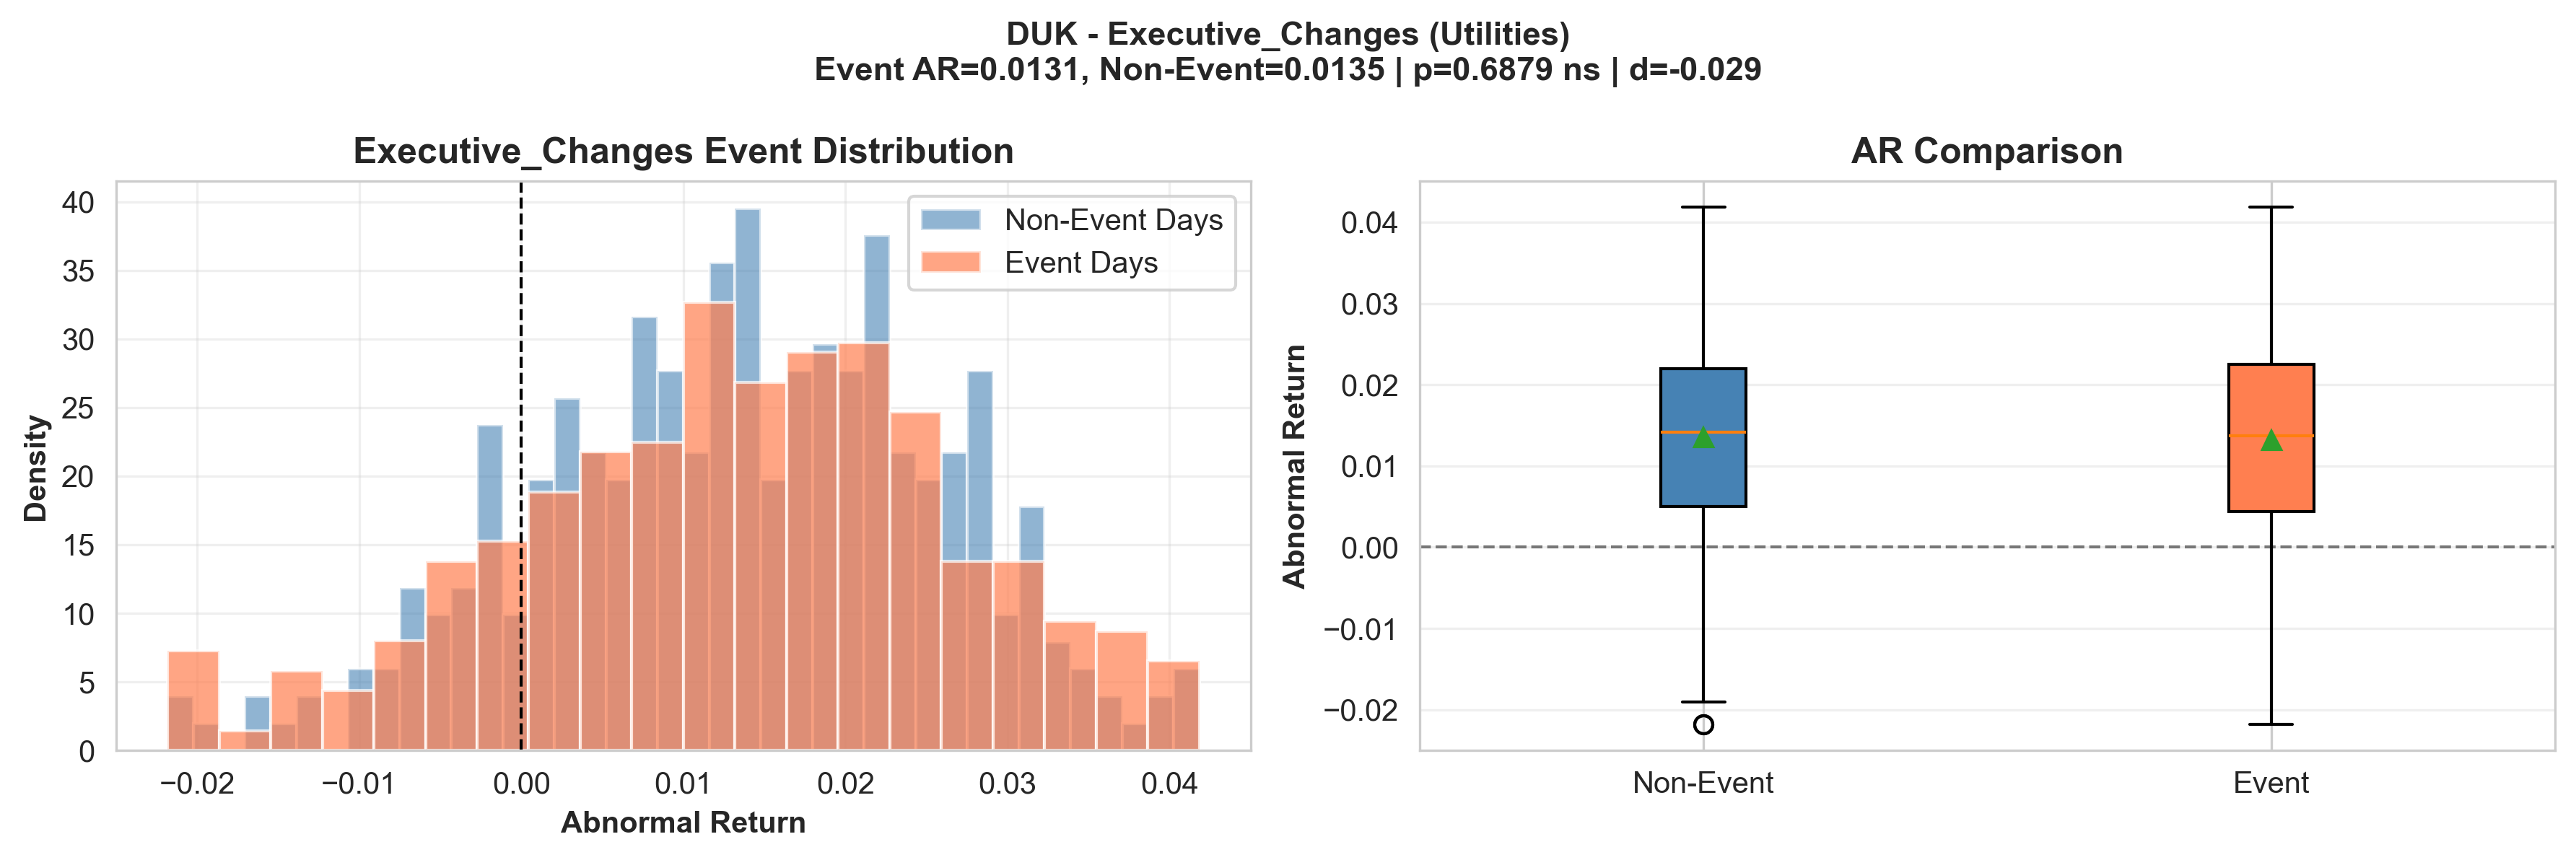 DUK - Executive_Changes (Utilities)
Event AR=0.0131, Non-Event=0.0135 | p=0.6879 ns | d=-0.029
Executive_Changes Event Distribution
Non-Event Days
Event Days
Density
40
35
30
25
20
15
10
5
0
−0.02
−0.01
0.00
0.01
0.02
0.03
0.04
Abnormal Return
AR Comparison
Abnormal Return
0.04
0.03
0.02
0.01
0.00
−0.01
−0.02
Non-Event
Event